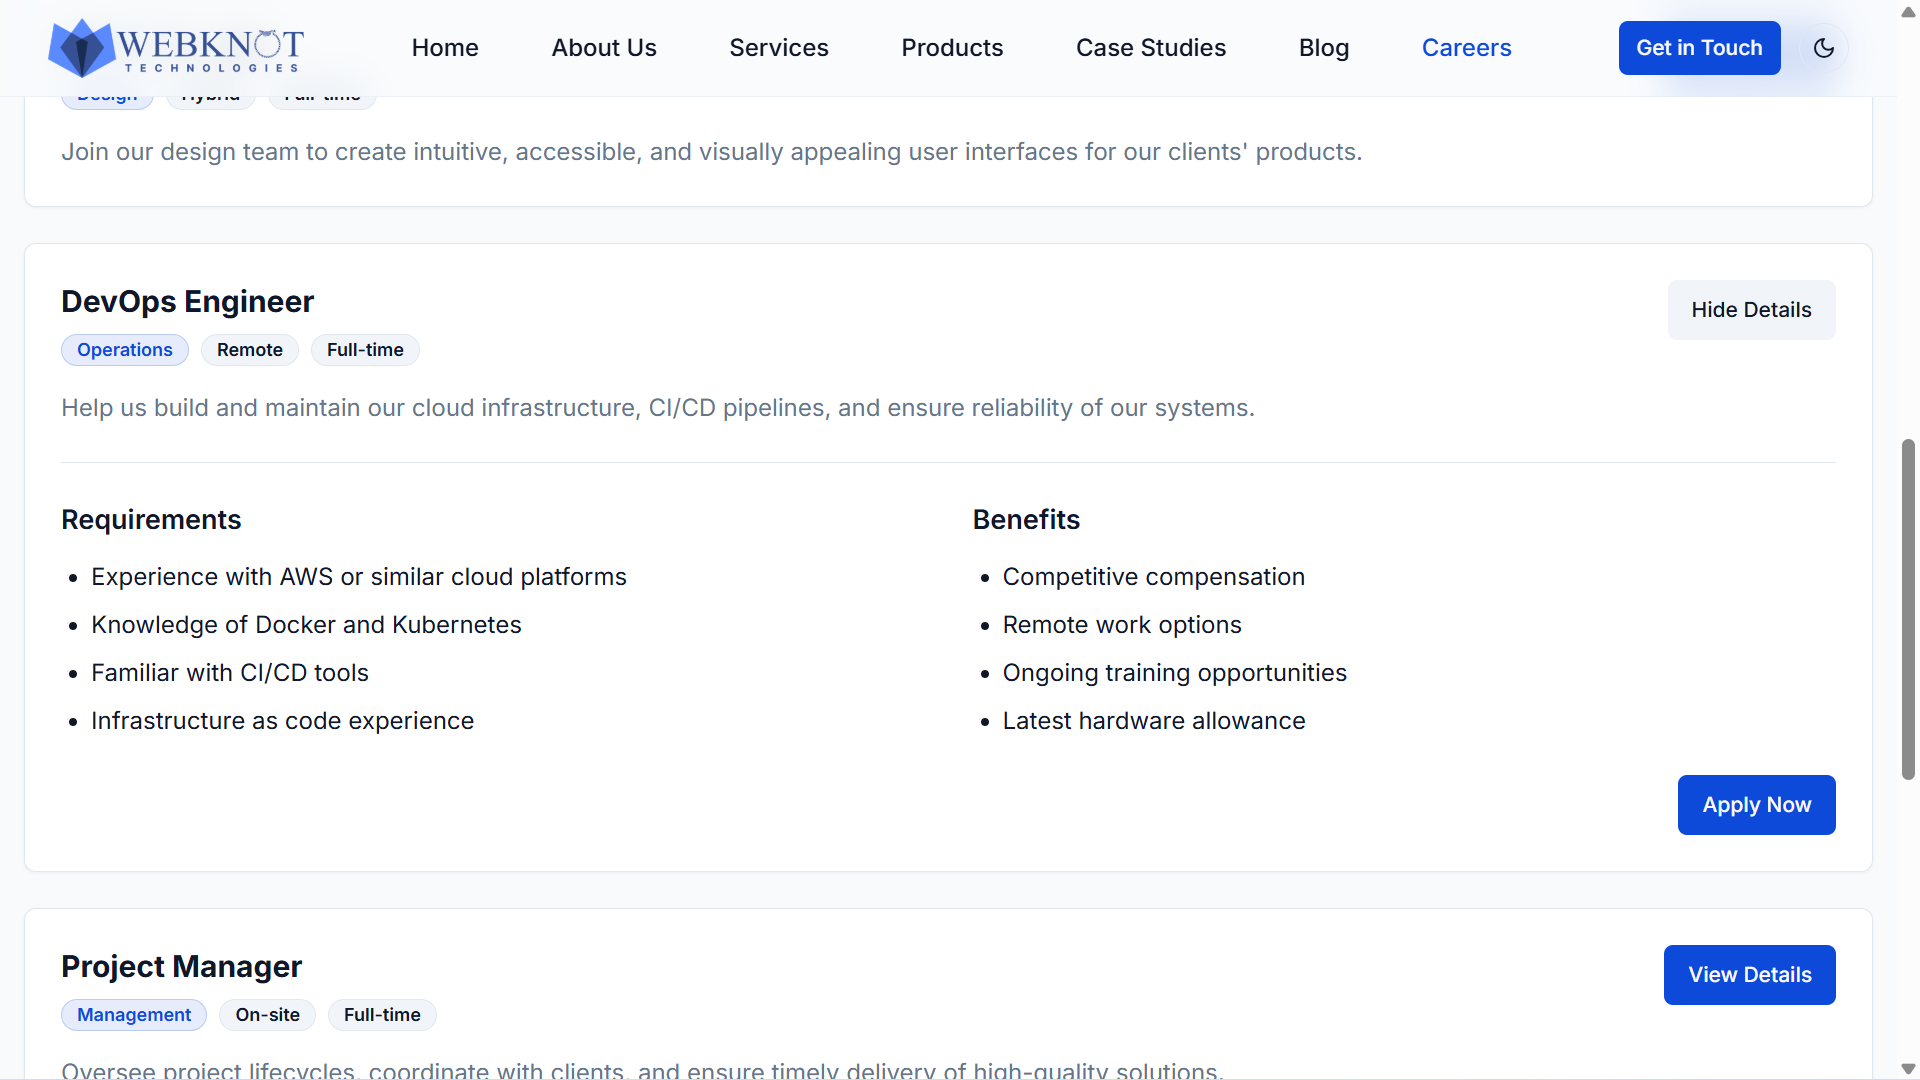 WEBKNOT
TECHNOLOGIES
Home
About Us
Services
Products
Case Studies
Blog
Careers
Get in Touch
Design
Hybrid
Full-time
Join our design team to create intuitive, accessible, and visually appealing user interfaces for our clients' products.
DevOps Engineer
Hide Details
Operations
Remote
Full-time
Help us build and maintain our cloud infrastructure, CI/CD pipelines, and ensure reliability of our systems.
Requirements
• Experience with AWS or similar cloud platforms
• Knowledge of Docker and Kubernetes
• Familiar with CI/CD tools
• Infrastructure as code experience
Benefits
• Competitive compensation
• Remote work options
• Ongoing training opportunities
• Latest hardware allowance
Apply Now
Project Manager
View Details
Management
On-site
Full-time
Oversee project lifecycles, coordinate with clients, and ensure timely delivery of high-quality solutions.